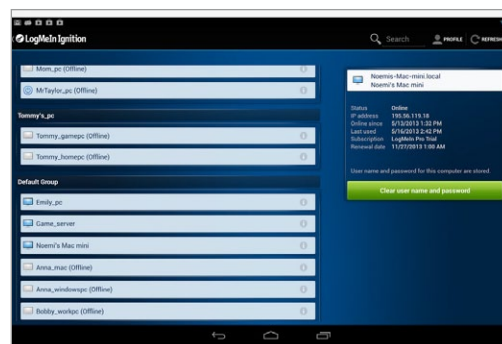 LogMeIn Ignition
Search
PROFILE
REFRESH
Mom_pc (Offline)
MrTaylor_pc (Offline)
Tommy's_pc
Tommy_gamepc (Offline)
Tommy_homepc (Offline)
Default Group
Emily_pc
Game_server
Noemi's Mac mini
Anna_mac (Offline)
Anna_windowspc (Offline)
Bobby_workpc (Offline)
Noemis-Mac-mini.local
Noemi's Mac mini
Status Online
IP address 195.56.119.18
Online since 5/13/2013 1:32 PM
Last used 5/16/2013 2:42 PM
Subscription LogMeIn Pro Trial
Renewal date 11/27/2013 1:00 AM
User name and password for this computer are stored.
Clear user name and password